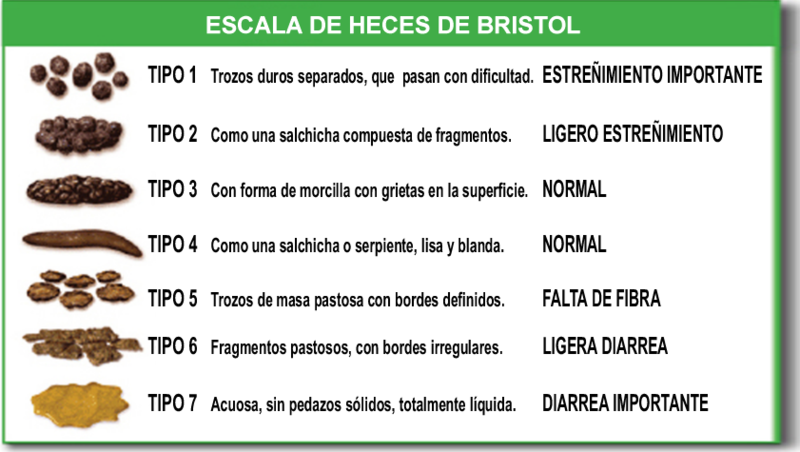 ESCALA DE HECES DE BRISTOL
TIPO 1 Trozos duros separados, que pasan con dificultad. ESTREÑIMIENTO IMPORTANTE
TIPO 2 Como una salchicha compuesta de fragmentos. LIGERO ESTREÑIMIENTO
TIPO 3 Con forma de morcilla con grietas en la superficie. NORMAL
TIPO 4 Como una salchicha o serpiente, lisa y blanda. NORMAL
TIPO 5 Trozos de masa pastosa con bordes definidos. FALTA DE FIBRA
TIPO 6 Fragmentos pastosos, con bordes irregulares. LIGERA DIARREA
TIPO 7 Acuosa, sin pedazos sólidos, totalmente líquida. DIARREA IMPORTANTE